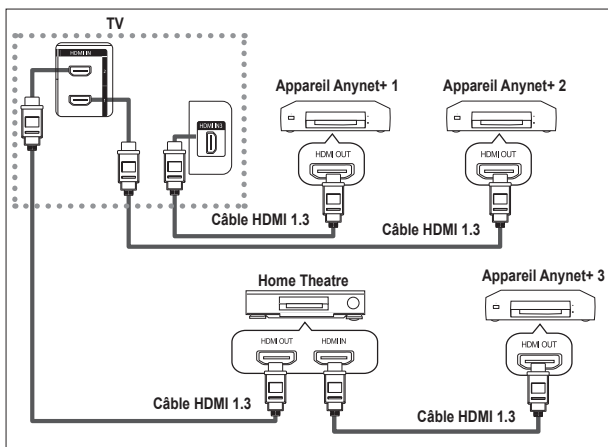 TV
HDMI IN
Appareil Anynet+ 1
Appareil Anynet+ 2
HDMI IN3
HDMI OUT
HDMI OUT
Câble HDMI 1.3
Câble HDMI 1.3
Home Theatre
Appareil Anynet+ 3
HDMI OUT
HDMI IN
HDMI OUT
Câble HDMI 1.3
Câble HDMI 1.3